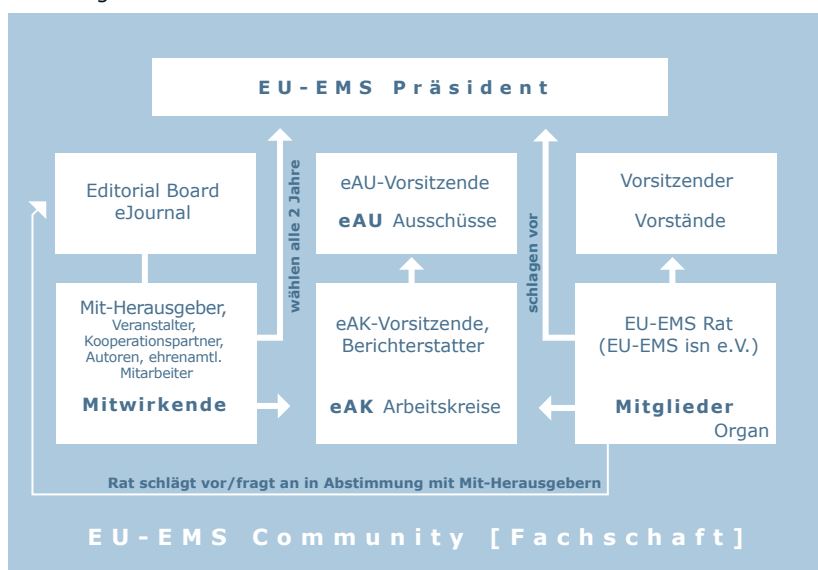 EU-EMS Präsident
Editorial Board
eJournal
wählen alle 2 Jahre
eAU-Vorsitzende
eAU Ausschüsse
schlagen vor
Vorsitzender
Vorstände
Mit-Herausgeber,
Veranstalter,
Kooperationspartner,
Autoren, ehrenamtl.
Mitarbeiter
Mitwirkende
eAK-Vorsitzende,
Berichterstatter
eAK Arbeitskreise
EU-EMS Rat
(EU-EMS isn e.V.)
Mitglieder
Organ
Rat schlägt vor/fragt an in Abstimmung mit Mit-Herausgebern
EU-EMS Community [Fachschaft]